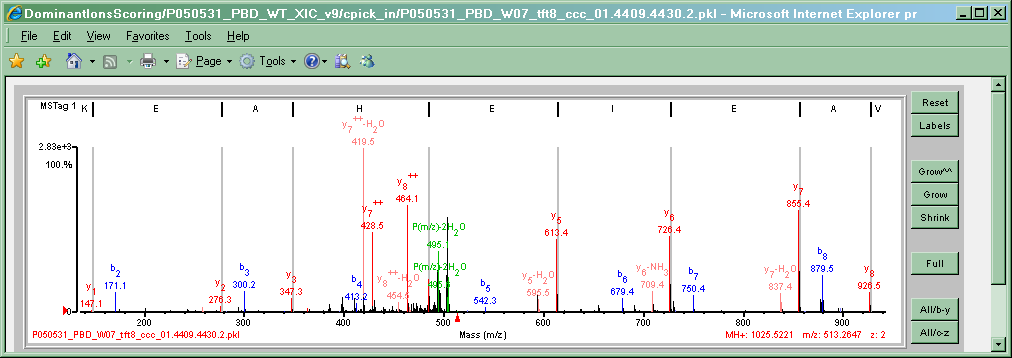 DominantIonsScoring/P050531_PBD_WT_XIC_v9/cpick_in/P050531_PBD_W07_tft8_ccc_01.4409.4430.2.pkl - Microsoft Internet Explorer pr
File Edit View Favorites Tools Help
Page Tools
MSTag 1 K E A H E I E A V
Reset
Labels
y7++-H2O
419.5
2.83e+3
100.%
Grow^^
Grow
Shrink
y7
855.4
y8++
464.1
y7++
428.5
P(m/z)-2H2O
495.
y5
613.4
y6
726.4
Full
P(m/z)-2H2O
495.
b2
171.1
b3
300.2
y3
347.3
b4
413.2
y8++-H2O
454.5
b5
542.3
y5-H2O
595.5
b6
679.4
y6-NH3
709.4
b7
750.4
y7-H2O
837.4
b8
879.5
y8
926.5
y1
147.1
y2
276.3
All/b-y
All/c-z
200 300 400 500 600 700 800 900
P050531_PBD_W07_tft8_ccc_01.4409.4430.2.pkl Mass (m/z) MH+: 1025.5221 m/z: 513.2647 z: 2